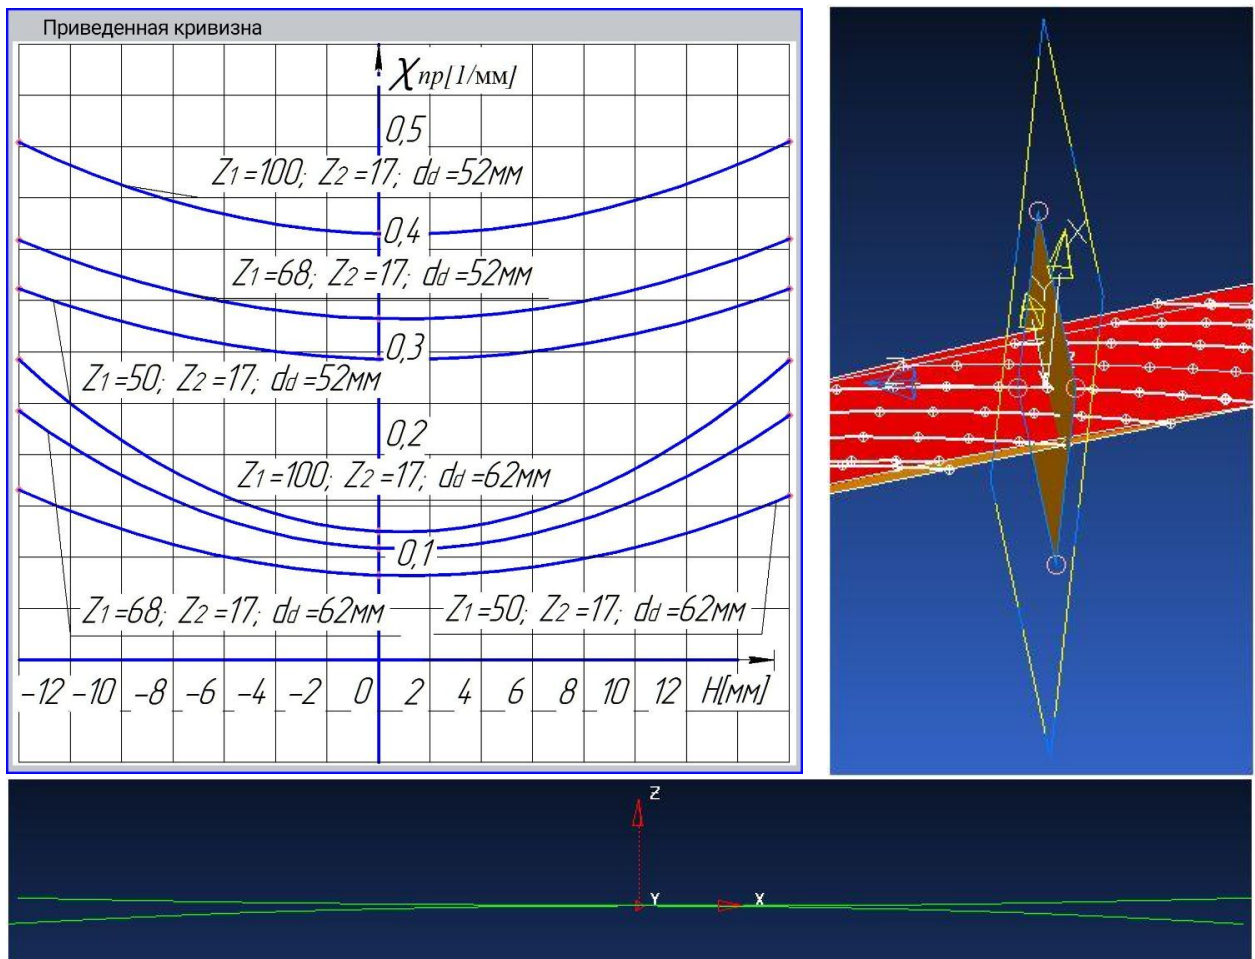 Приведенная кривизна
χпр[1/мм]
0,5
Z1=100; Z2=17; dd=52мм
0,4
Z1=68; Z2=17; dd=52мм
0,3
Z1=50; Z2=17; dd=52мм
0,2
Z1=100; Z2=17; dd=62мм
0,1
Z1=68; Z2=17; dd=62мм Z1=50; Z2=17; dd=62мм
-12 -10 -8 -6 -4 -2 0 2 4 6 8 10 12 H[мм]
Z
Y X